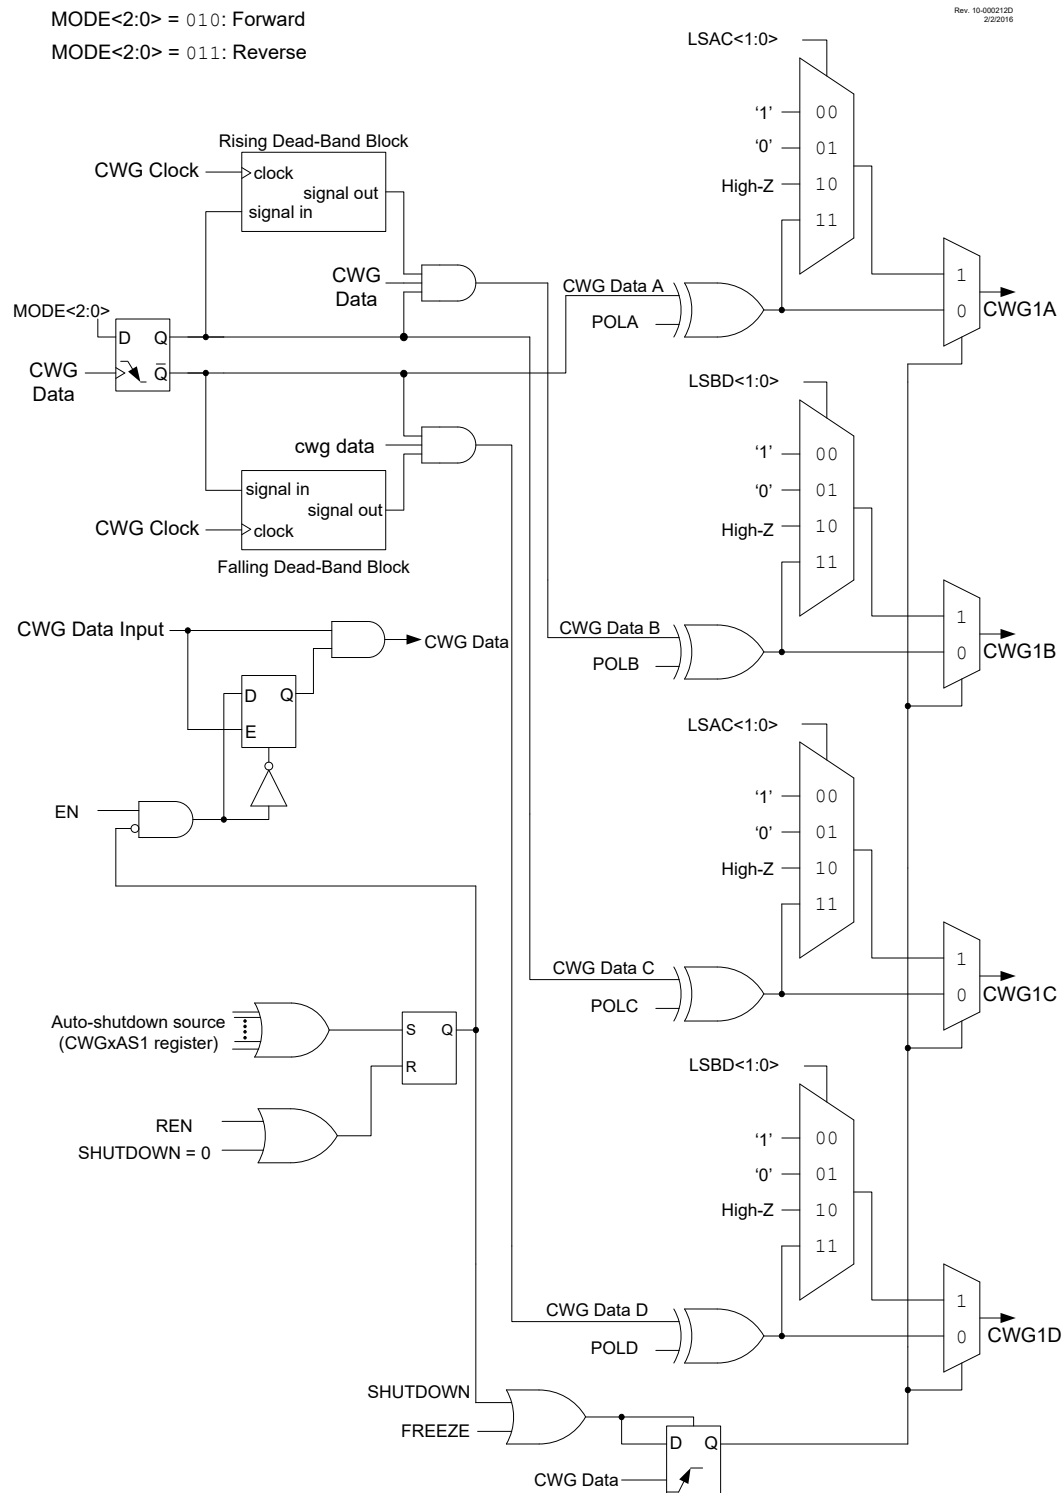 MODE<2:0> = 010: Forward
MODE<2:0> = 011: Reverse
Rev. 10-000212D
2/2/2016
LSAC<1:0>
'1'
00
'0'
01
High-Z
10
11
Rising Dead-Band Block
CWG Clock
clock
signal out
signal in
CWG
Data
CWG Data A
POLA
1
0
CWG1A
MODE<2:0>
D
Q
Q̅
CWG
Data
LSBD<1:0>
'1'
00
'0'
01
High-Z
10
11
cwg data
signal in
signal out
CWG Clock
clock
Falling Dead-Band Block
CWG Data Input
CWG Data
CWG Data B
POLB
1
0
CWG1B
D
Q
E
EN
LSAC<1:0>
'1'
00
'0'
01
High-Z
10
11
CWG Data C
POLC
1
0
CWG1C
Auto-shutdown source
(CWGxAS1 register)
S
Q
R
REN
SHUTDOWN = 0
LSBD<1:0>
'1'
00
'0'
01
High-Z
10
11
CWG Data D
POLD
1
0
CWG1D
SHUTDOWN
FREEZE
D
Q
CWG Data